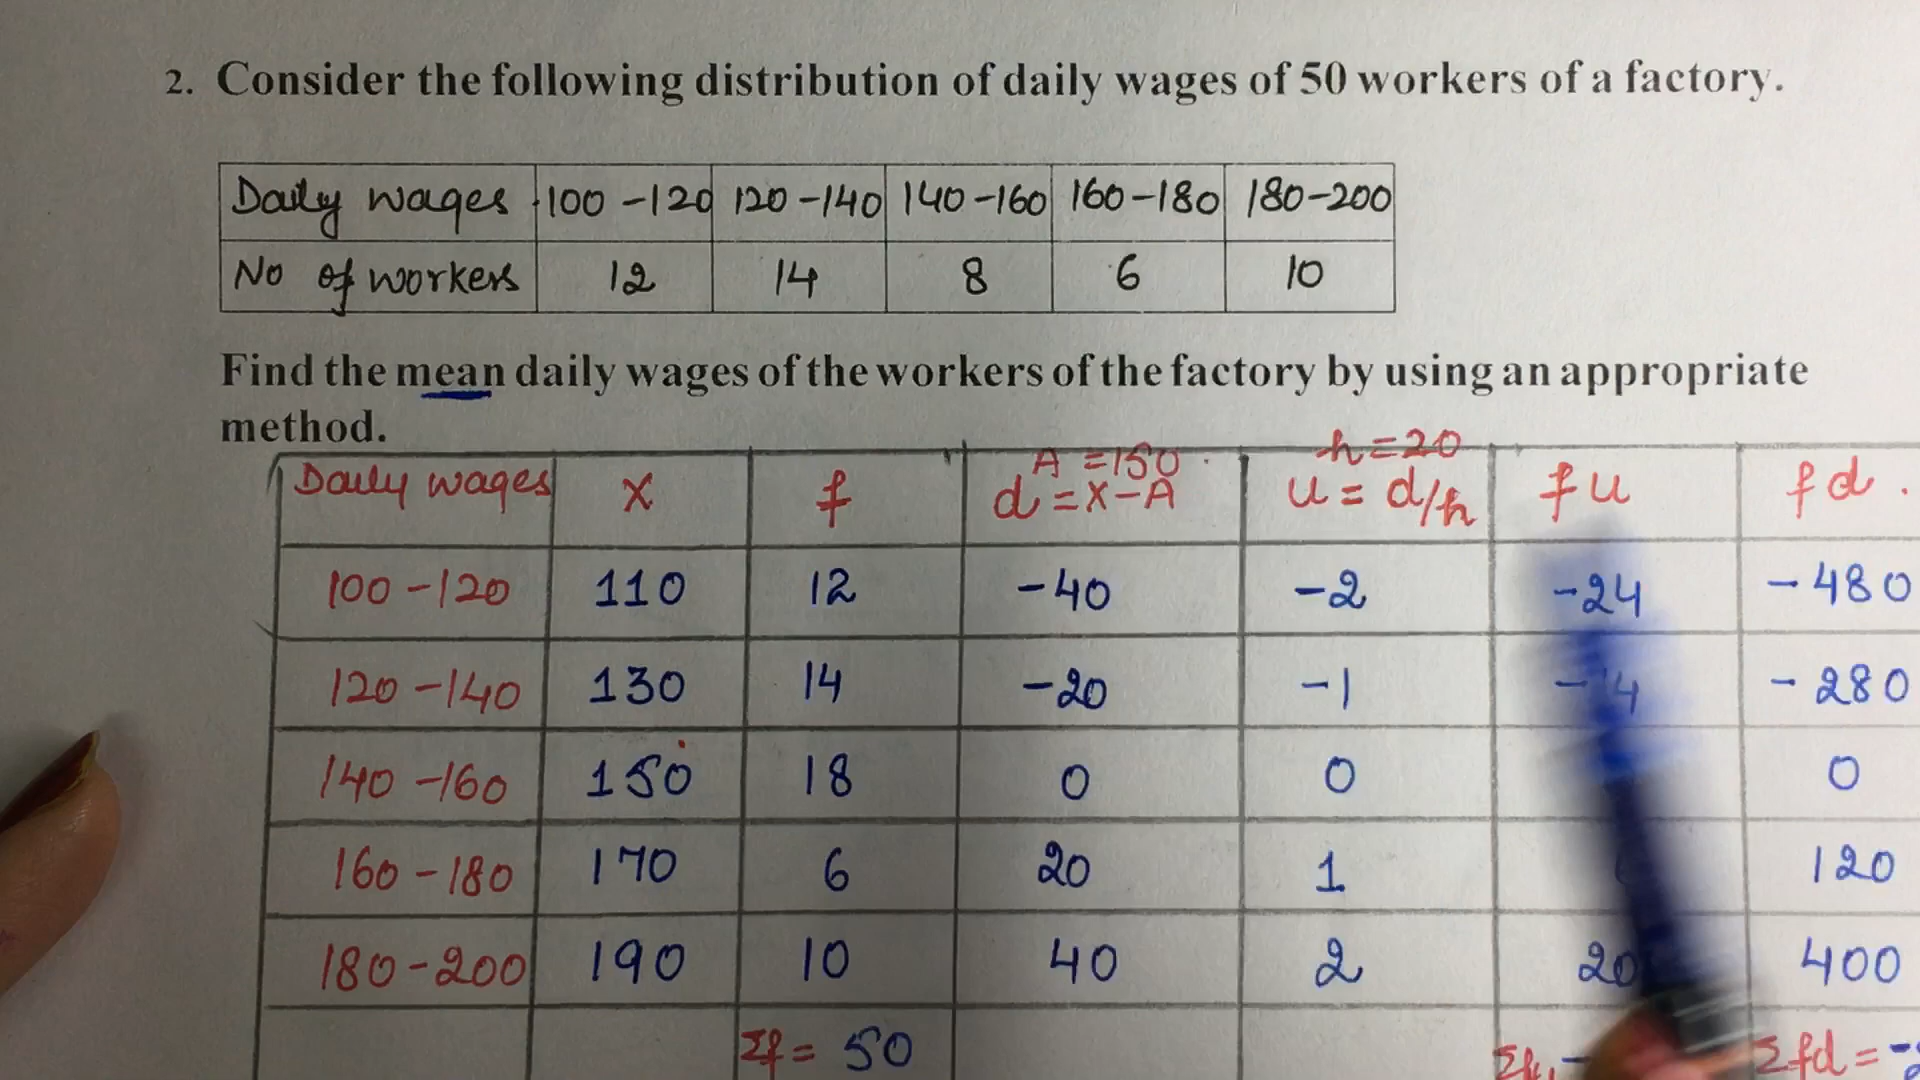 2. Consider the following distribution of daily wages of 50 workers of a factory.
Daily wages 100-120 120-140 140-160 160-180 180-200
No of workers 12 14 8 6 10
Find the mean daily wages of the workers of the factory by using an appropriate
method.
A = 150 h = 20
Daily wages x f d = x - A u = d/h fu fd
100-120 110 12 -40 -2 -24 -480
120-140 130 14 -20 -1 -14 -280
140-160 150 18 0 0 0
160-180 170 6 20 1 120
180-200 190 10 40 2 20 400
Σf = 50 Σfd = -